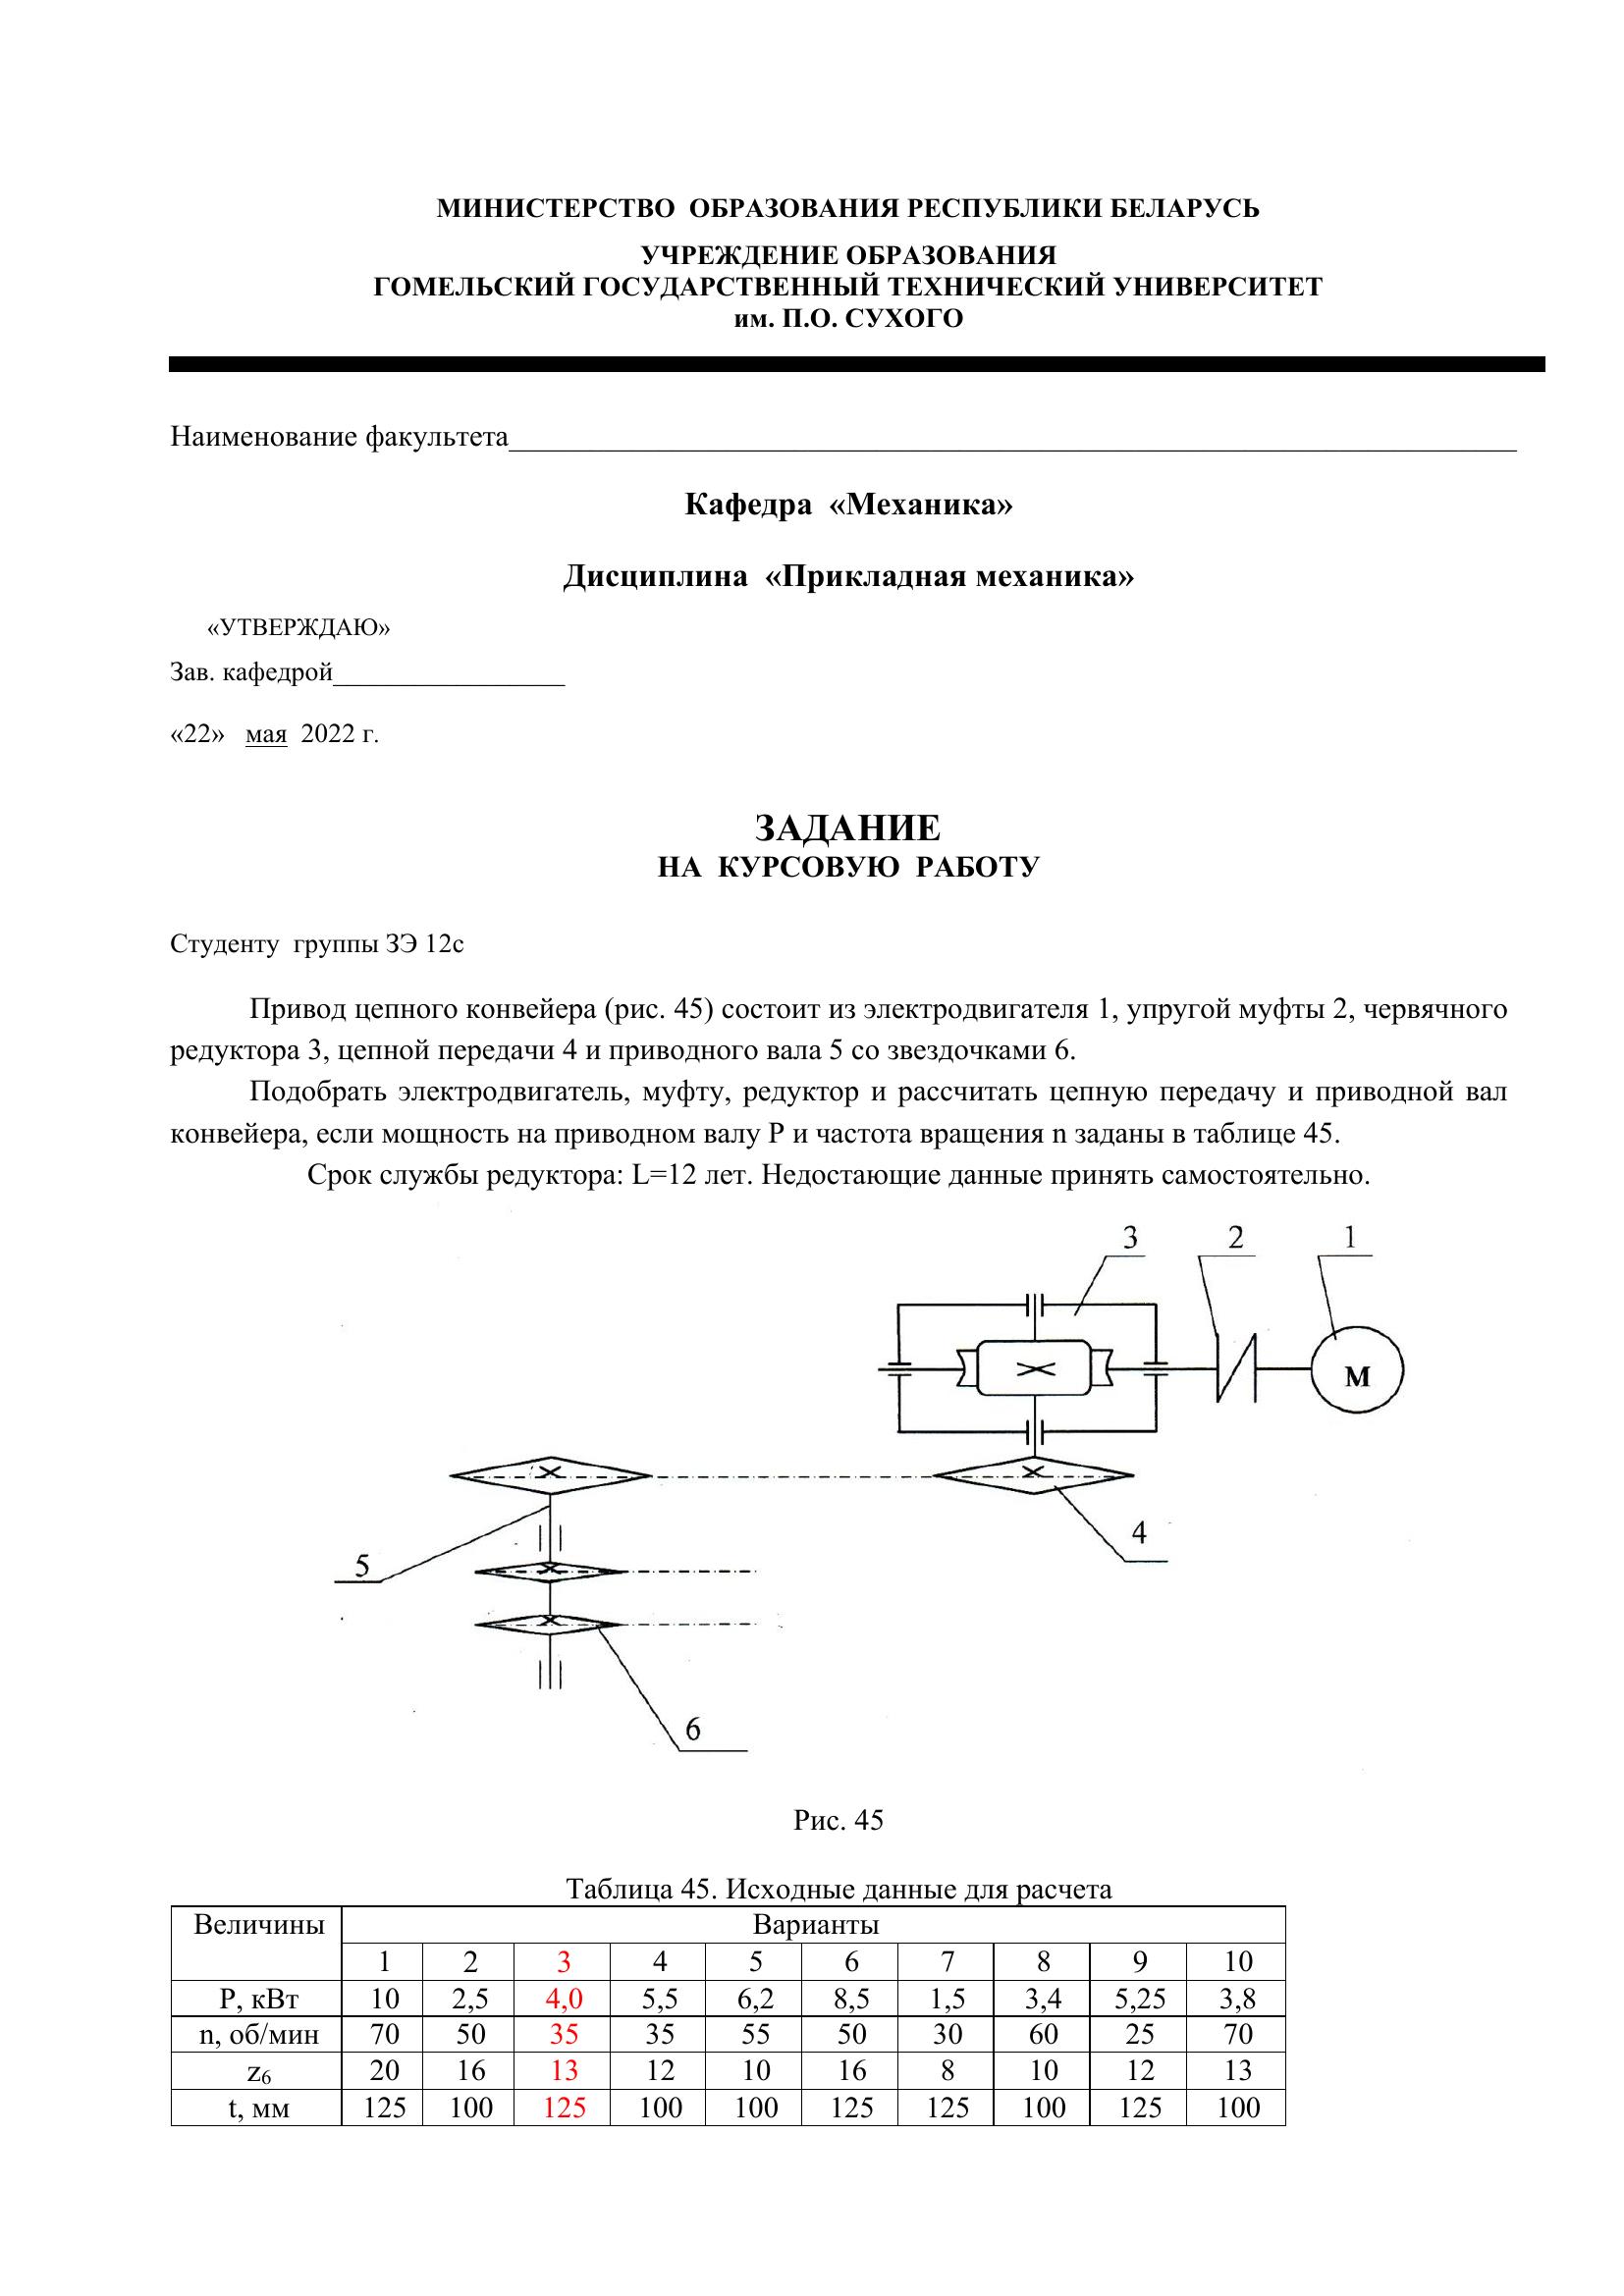 МИНИСТЕРСТВО ОБРАЗОВАНИЯ РЕСПУБЛИКИ БЕЛАРУСЬ
УЧРЕЖДЕНИЕ ОБРАЗОВАНИЯ
ГОМЕЛЬСКИЙ ГОСУДАРСТВЕННЫЙ ТЕХНИЧЕСКИЙ УНИВЕРСИТЕТ
им. П.О. СУХОГО
Наименование факультета____________________
Кафедра «Механика»
Дисциплина «Прикладная механика»
«УТВЕРЖДАЮ»
Зав. кафедрой_________________
«22» мая 2022 г.
ЗАДАНИЕ
НА КУРСОВУЮ РАБОТУ
Студенту группы ЗЭ 12с
Привод цепного конвейера (рис. 45) состоит из электродвигателя 1, упругой муфты 2, червячного
редуктора 3, цепной передачи 4 и приводного вала 5 со звездочками 6.
Подобрать электродвигатель, муфту, редуктор и рассчитать цепную передачу и приводной вал
конвейера, если мощность на приводном валу P и частота вращения n заданы в таблице 45.
Срок службы редуктора: L=12 лет. Недостающие данные принять самостоятельно.
3 2 1
М
4
5
6
Рис. 45
Таблица 45. Исходные данные для расчета
Величины Варианты
1 2 3 4 5 6 7 8 9 10
P, кВт 10 2,5 4,0 5,5 6,2 8,5 1,5 3,4 5,25 3,8
n, об/мин 70 50 35 35 55 50 30 60 25 70
z6 20 16 13 12 10 16 8 10 12 13
t, мм 125 100 125 100 100 125 125 100 125 100